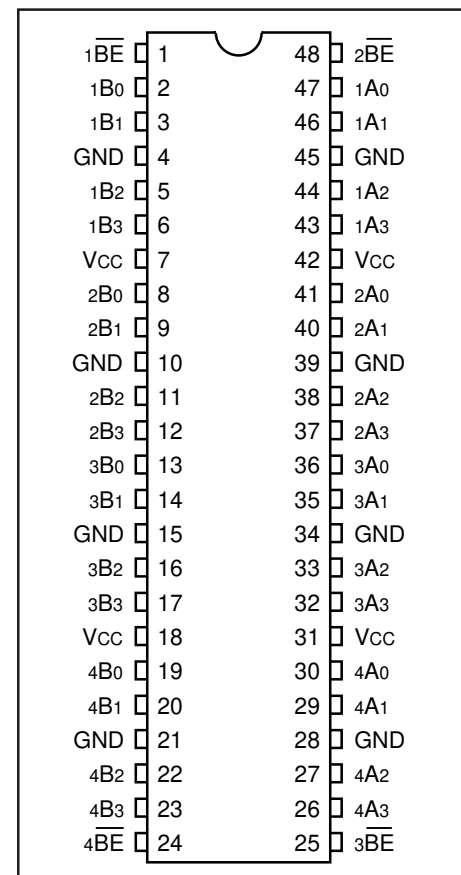 1B̅E̅ 1 48 2B̅E̅
1B0 2 47 1A0
1B1 3 46 1A1
GND 4 45 GND
1B2 5 44 1A2
1B3 6 43 1A3
VCC 7 42 VCC
2B0 8 41 2A0
2B1 9 40 2A1
GND 10 39 GND
2B2 11 38 2A2
2B3 12 37 2A3
3B0 13 36 3A0
3B1 14 35 3A1
GND 15 34 GND
3B2 16 33 3A2
3B3 17 32 3A3
VCC 18 31 VCC
4B0 19 30 4A0
4B1 20 29 4A1
GND 21 28 GND
4B2 22 27 4A2
4B3 23 26 4A3
4B̅E̅ 24 25 3B̅E̅